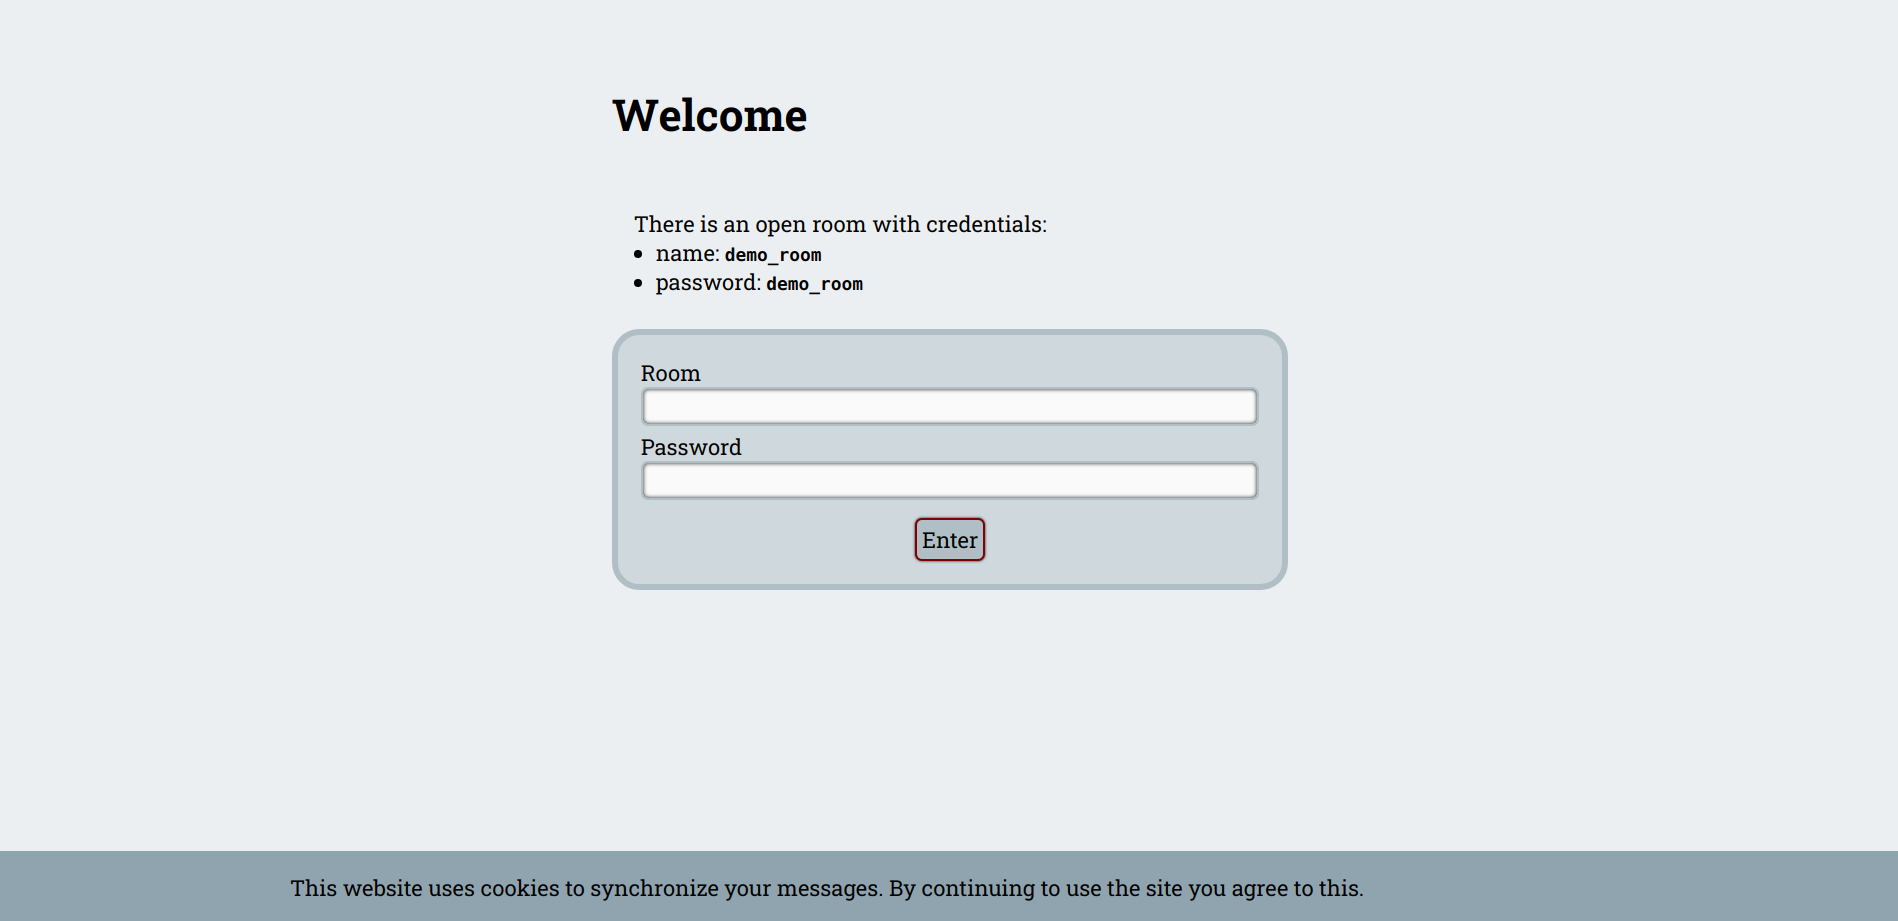 Welcome
There is an open room with credentials:
name: demo_room
password: demo_room
Room
Password
Enter
This website uses cookies to synchronize your messages. By continuing to use the site you agree to this.